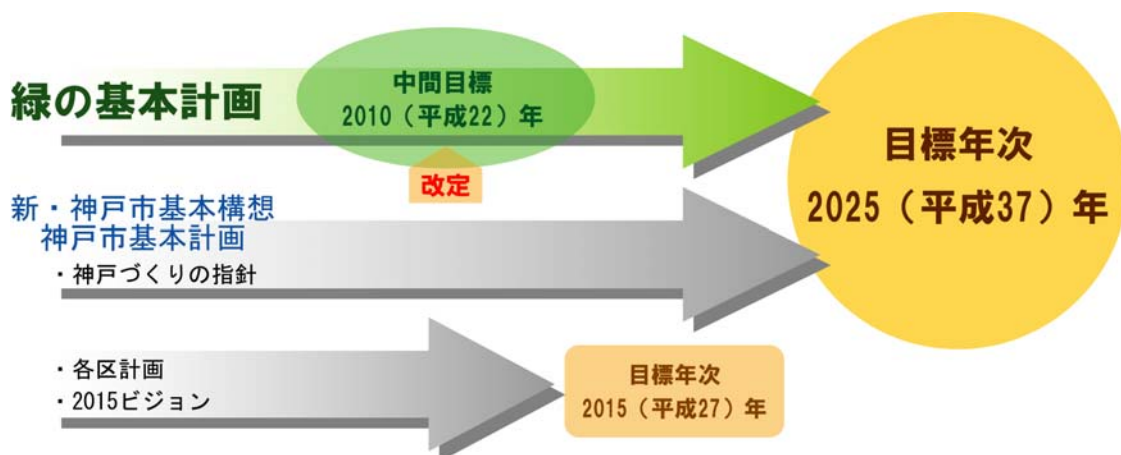 緑の基本計画
中間目標
2010（平成22）年
改定
目標年次
2025（平成37）年
新・神戸市基本構想
神戸市基本計画
・神戸づくりの指針
・各区計画
・2015ビジョン
目標年次
2015（平成27）年